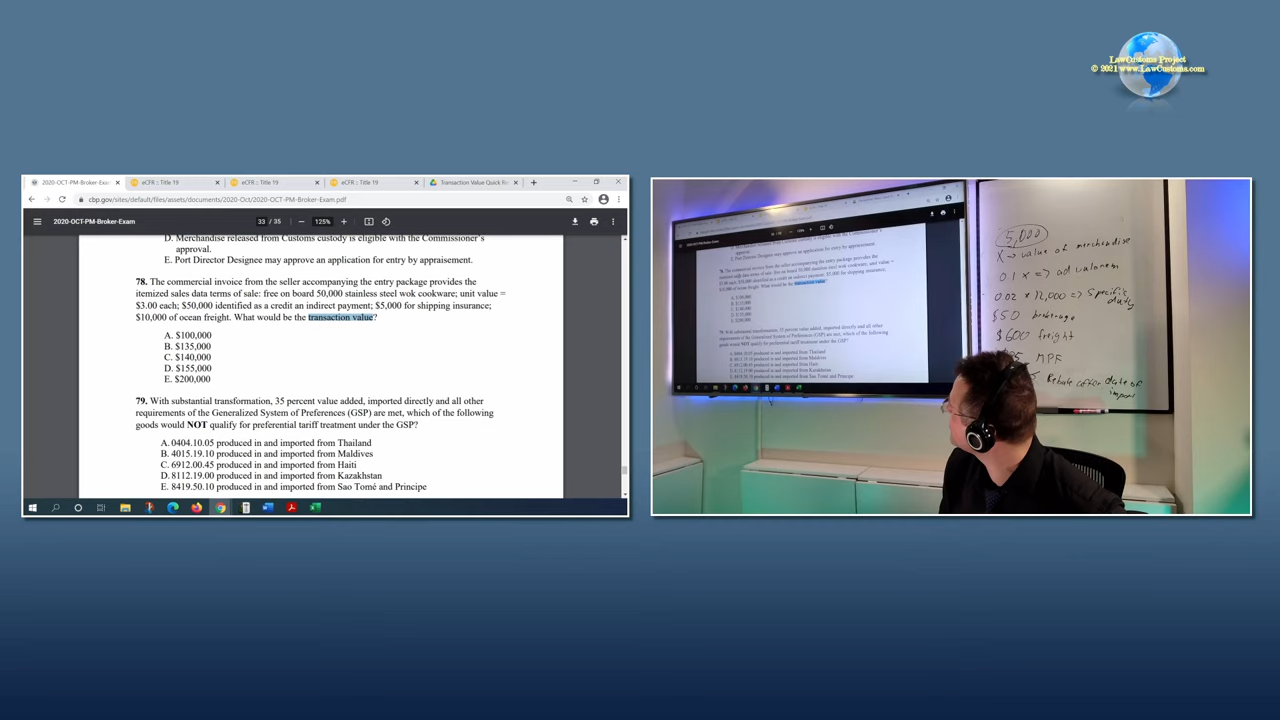 LawCustoms Project
© 2021 www.LawCustoms.com
2020-OCT-PM-Broker-Exa
eCFR :: Title 19
eCFR :: Title 19
eCFR :: Title 19
Transaction Value Quick R
cbp.gov/sites/default/files/assets/documents/2020-Oct/2020-OCT-PM-Broker-Exam.pdf
2020-OCT-PM-Broker-Exam
33 / 35
125%
D. Merchandise released from Customs custody is eligible with the Commissioner's
approval.
E. Port Director Designee may approve an application for entry by appraisement.
78. The commercial invoice from the seller accompanying the entry package provides the
itemized sales data terms of sale: free on board 50,000 stainless steel wok cookware; unit value =
$3.00 each; $50,000 identified as a credit an indirect payment; $5,000 for shipping insurance;
$10,000 of ocean freight. What would be the transaction value?
A. $100,000
B. $135,000
C. $140,000
D. $155,000
E. $200,000
79. With substantial transformation, 35 percent value added, imported directly and all other
requirements of the Generalized System of Preferences (GSP) are met, which of the following
goods would NOT qualify for preferential tariff treatment under the GSP?
A. 0404.10.05 produced in and imported from Thailand
B. 4015.19.10 produced in and imported from Maldives
C. 6912.00.45 produced in and imported from Haiti
D. 8112.19.00 produced in and imported from Kazakhstan
E. 8419.50.10 produced in and imported from Sao Tomé and Principe
5,000
X → value of merchandise
0.1 x => ad valorem
0.02 x 12,000 => Specific
duty
$50 brokerage
$600 freight
MPF
Rebate after date of
import